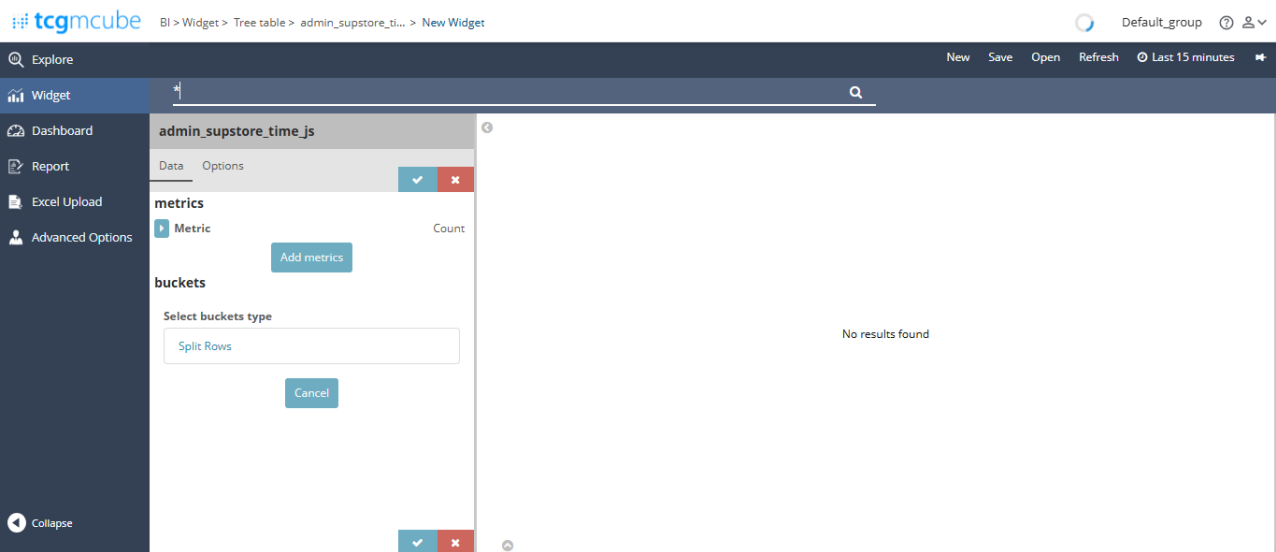 tcgmcube BI > Widget > Tree table > admin_supstore_ti... > New Widget Default_group
Explore New Save Open Refresh Last 15 minutes
Widget *
Dashboard
Report
Excel Upload
Advanced Options
Collapse
admin_supstore_time_js
Data Options
metrics
Metric Count
Add metrics
buckets
Select buckets type
Split Rows
Cancel
No results found